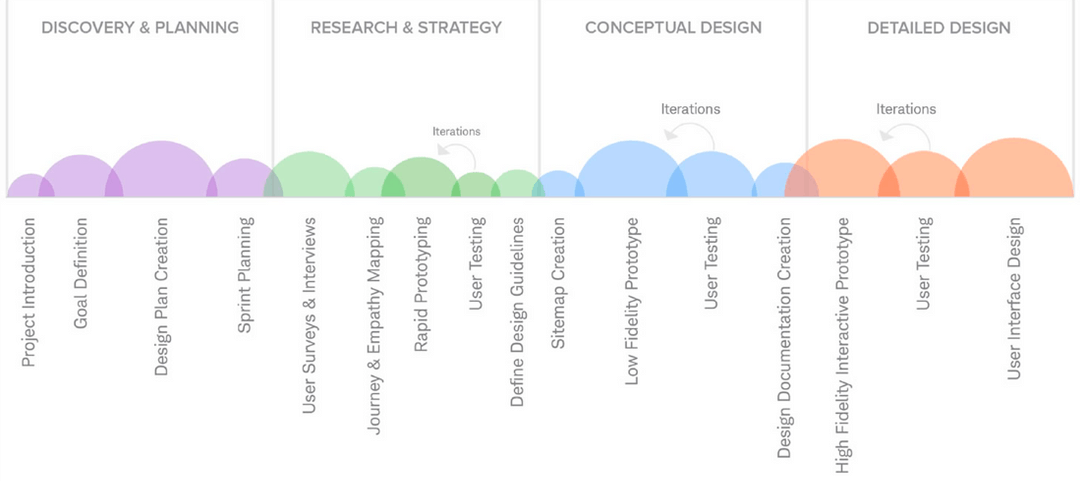 DISCOVERY & PLANNING
RESEARCH & STRATEGY
CONCEPTUAL DESIGN
DETAILED DESIGN
Iterations
Iterations
Iterations
Project Introduction
Goal Definition
Design Plan Creation
Sprint Planning
User Surveys & Interviews
Journey & Empathy Mapping
Rapid Prototyping
User Testing
Define Design Guidelines
Sitemap Creation
Low Fidelity Prototype
User Testing
Design Documentation Creation
High Fidelity Interactive Prototype
User Testing
User Interface Design